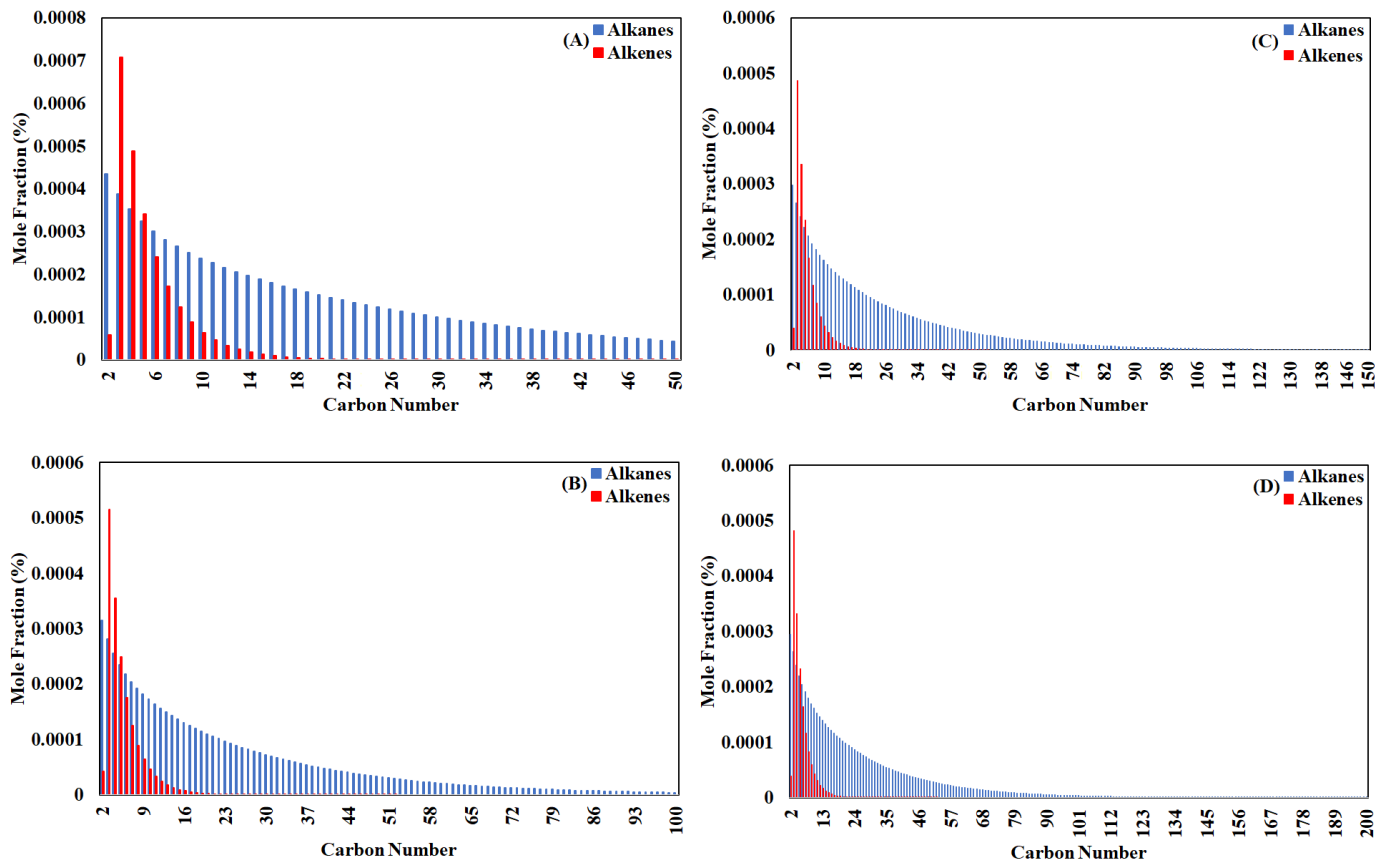 0.0008
0.0007
0.0006
0.0005
0.0004
0.0003
0.0002
0.0001
0
Mole Fraction (%)
(A)
Alkanes
Alkenes
2 6 10 14 18 22 26 30 34 38 42 46 50
Carbon Number
0.0006
0.0005
0.0004
0.0003
0.0002
0.0001
0
Mole Fraction (%)
(C)
Alkanes
Alkenes
2 10 18 26 34 42 50 58 66 74 82 90 98 106 114 122 130 138 146 150
Carbon Number
0.0006
0.0005
0.0004
0.0003
0.0002
0.0001
0
Mole Fraction (%)
(B)
Alkanes
Alkenes
2 9 16 23 30 37 44 51 58 65 72 79 86 93 100
Carbon Number
0.0006
0.0005
0.0004
0.0003
0.0002
0.0001
0
Mole Fraction (%)
(D)
Alkanes
Alkenes
2 13 24 35 46 57 68 79 90 101 112 123 134 145 156 167 178 189 200
Carbon Number